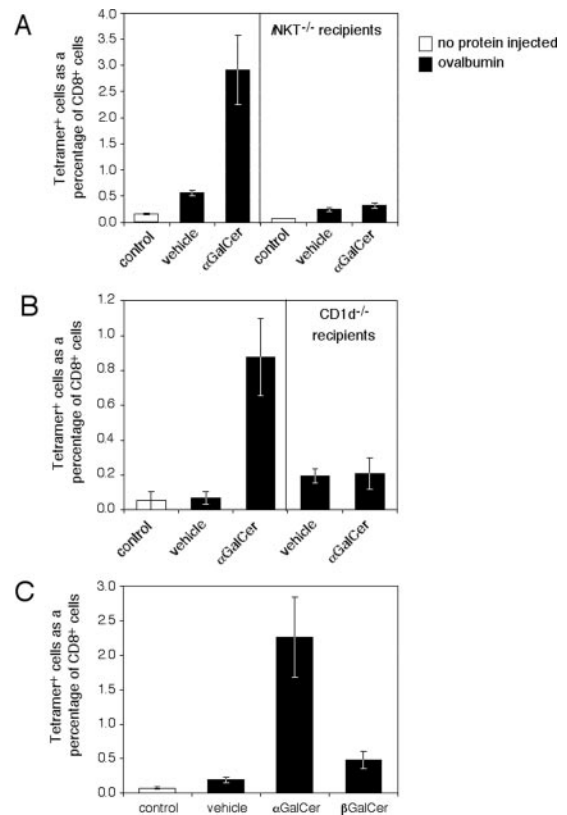 A
iNKT-/- recipients
no protein injected
ovalbumin
Tetramer+ cells as a
percentage of CD8+ cells
4.0
3.5
3.0
2.5
2.0
1.5
1.0
0.5
0.0
control
vehicle
αGalCer
control
vehicle
αGalCer
B
CD1d-/-
recipients
Tetramer+ cells as a
percentage of CD8+ cells
1.2
1.0
0.8
0.6
0.4
0.2
0.0
control
vehicle
αGalCer
vehicle
αGalCer
C
Tetramer+ cells as a
percentage of CD8+ cells
3.0
2.5
2.0
1.5
1.0
0.5
0.0
control
vehicle
αGalCer
βGalCer